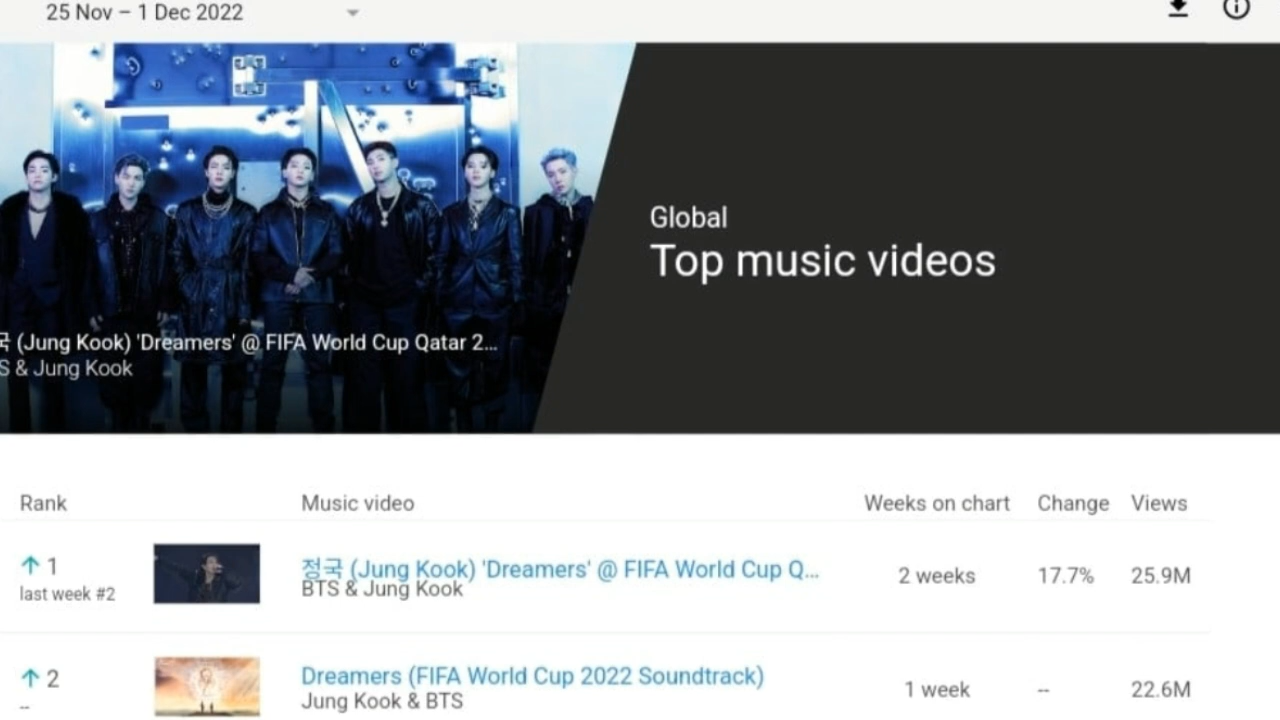 25 Nov – 1 Dec 2022
Global
Top music videos
국 (Jung Kook) 'Dreamers' @ FIFA World Cup Qatar 2...
S & Jung Kook
Rank Music video Weeks on chart Change Views
1 정국 (Jung Kook) 'Dreamers' @ FIFA World Cup Q... 2 weeks 17.7% 25.9M
last week #2 BTS & Jung Kook
2 Dreamers (FIFA World Cup 2022 Soundtrack) 1 week -- 22.6M
-- Jung Kook & BTS